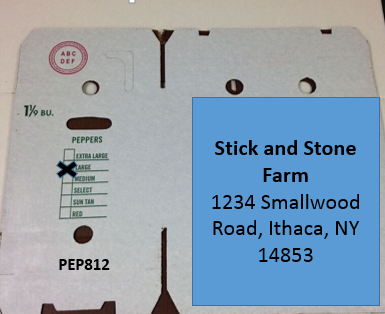 ABC
DEF
1 1/9 BU.
PEPPERS
EXTRA LARGE
LARGE
MEDIUM
SELECT
SUN TAN
RED
PEP812
Stick and Stone
Farm
1234 Smallwood
Road, Ithaca, NY
14853